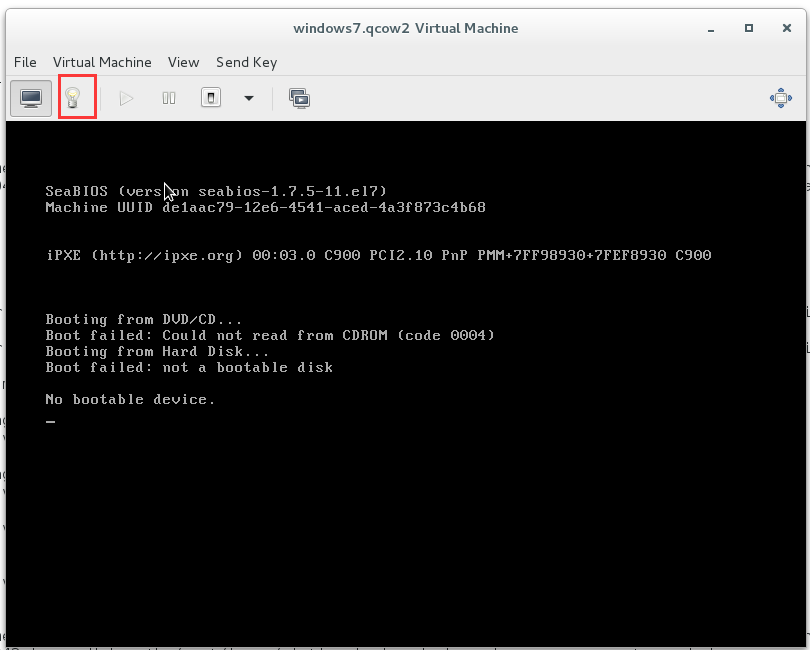 windows7.qcow2 Virtual Machine
File Virtual Machine View Send Key
SeaBIOS (version seabios-1.7.5-11.el7)
Machine UUID de1aac79-12e6-4541-aced-4a3f873c4b68
iPXE (http://ipxe.org) 00:03.0 C900 PCI2.10 PnP PMM+7FF98930+7FEF8930 C900
Booting from DVD/CD...
Boot failed: Could not read from CDROM (code 0004)
Booting from Hard Disk...
Boot failed: not a bootable disk
No bootable device.
_